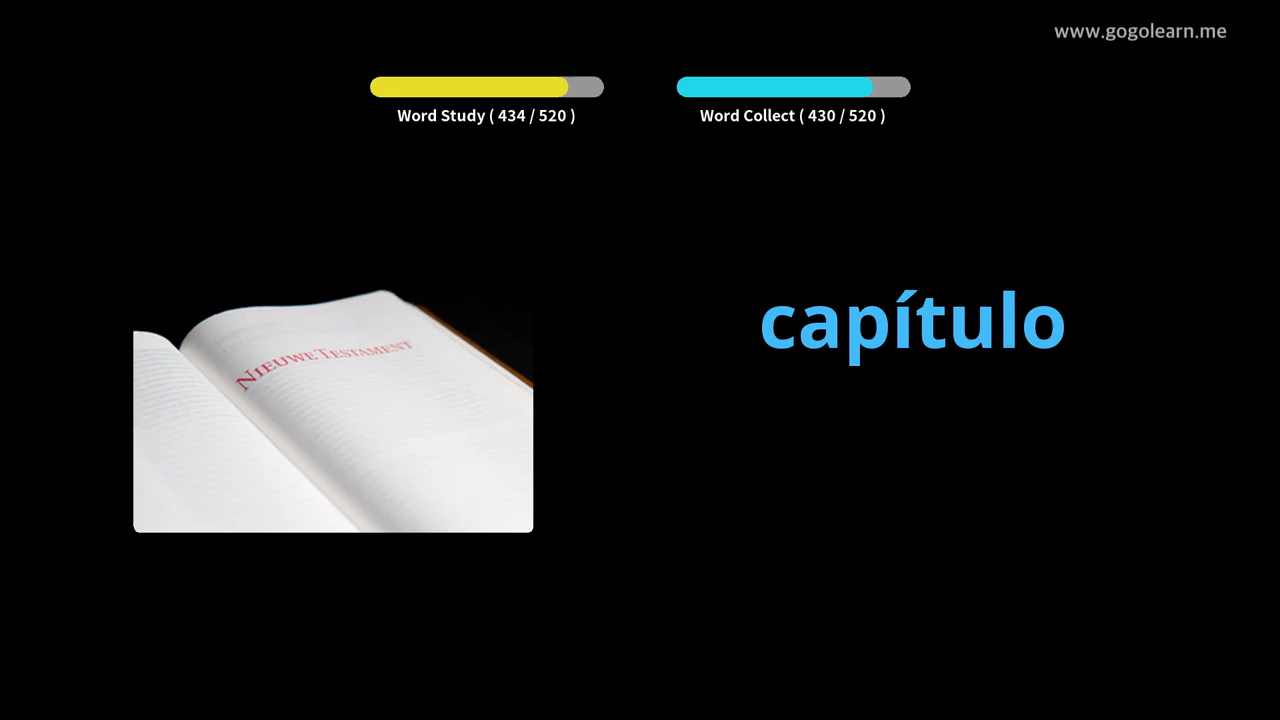 www.gogolearn.me
Word Study ( 434 / 520 )
Word Collect ( 430 / 520 )
NIEUWE TESTAMENT
capítulo